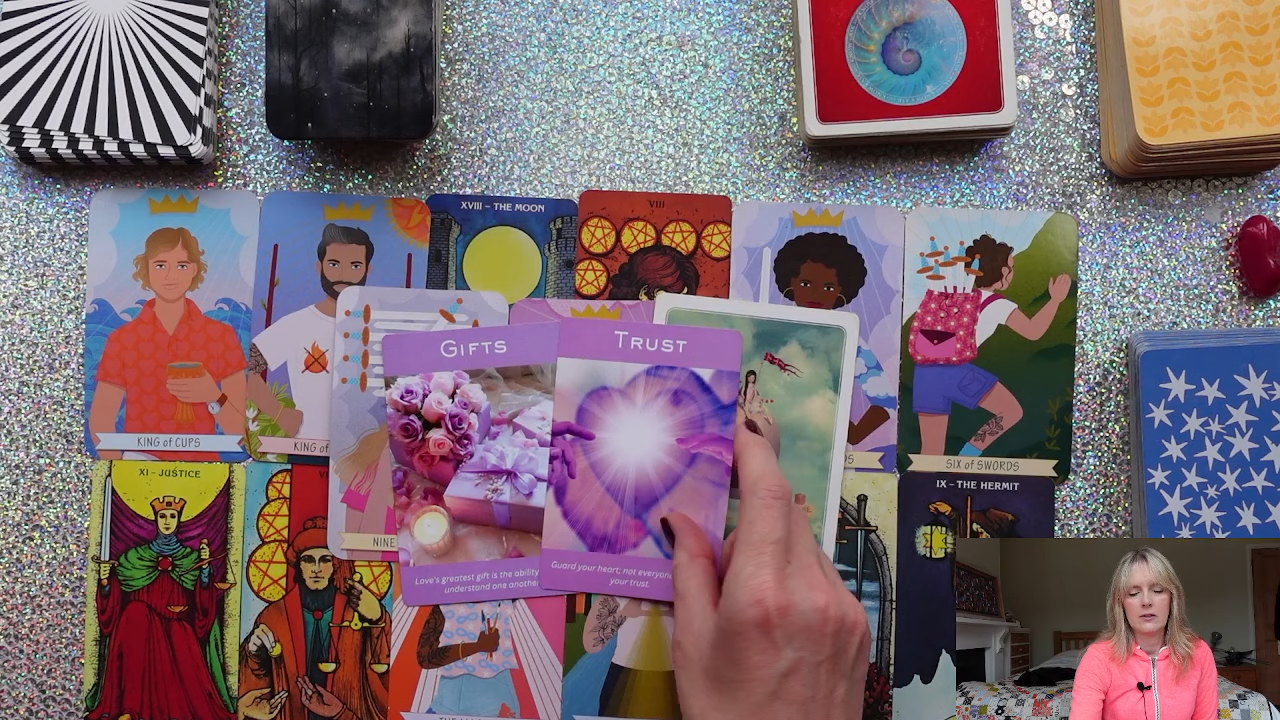 XVIII – THE MOON
VIII
KING of CUPS
KING of
GIFTS
TRUST
SIX of SWORDS
XI – JUSTICE
IX – THE HERMIT
NINE
Love's greatest gift is the ability
understand one another
Guard your heart; not everyone
your trust.